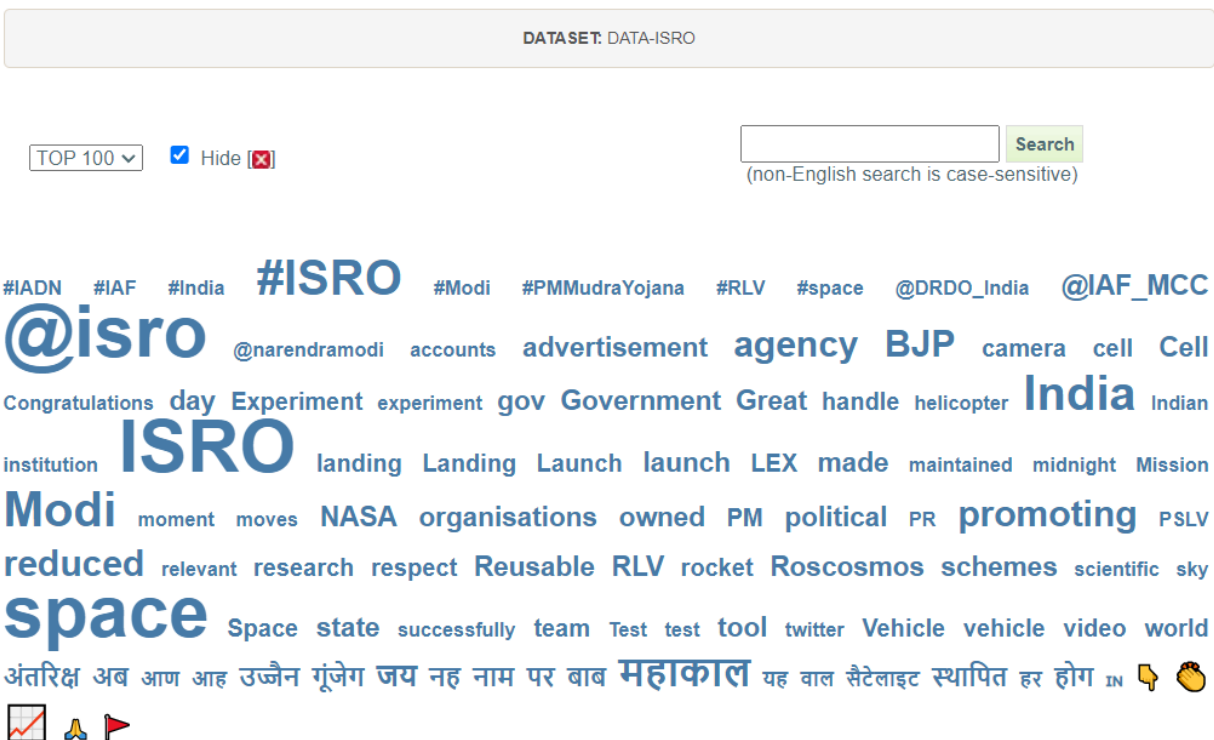 DATASET: DATA-ISRO
TOP 100 Hide [x] Search
(non-English search is case-sensitive)
#IADN #IAF #India #ISRO #Modi #PMMudraYojana #RLV #space @DRDO_India @IAF_MCC
@isro @narendramodi accounts advertisement agency BJP camera cell Cell
Congratulations day Experiment experiment gov Government Great handle helicopter India Indian
institution ISRO landing Landing Launch launch LEX made maintained midnight Mission
Modi moment moves NASA organisations owned PM political PR promoting PSLV
reduced relevant research respect Reusable RLV rocket Roscosmos schemes scientific sky
space Space state successfully team Test test tool twitter Vehicle vehicle video world
अंतरिक्ष अब आण आह उज्जैन गूंजेग जय नह नाम पर बाब महाकाल यह वाल सैटेलाइट स्थापित हर होग IN 👇 👏
📈 🙏 🚩